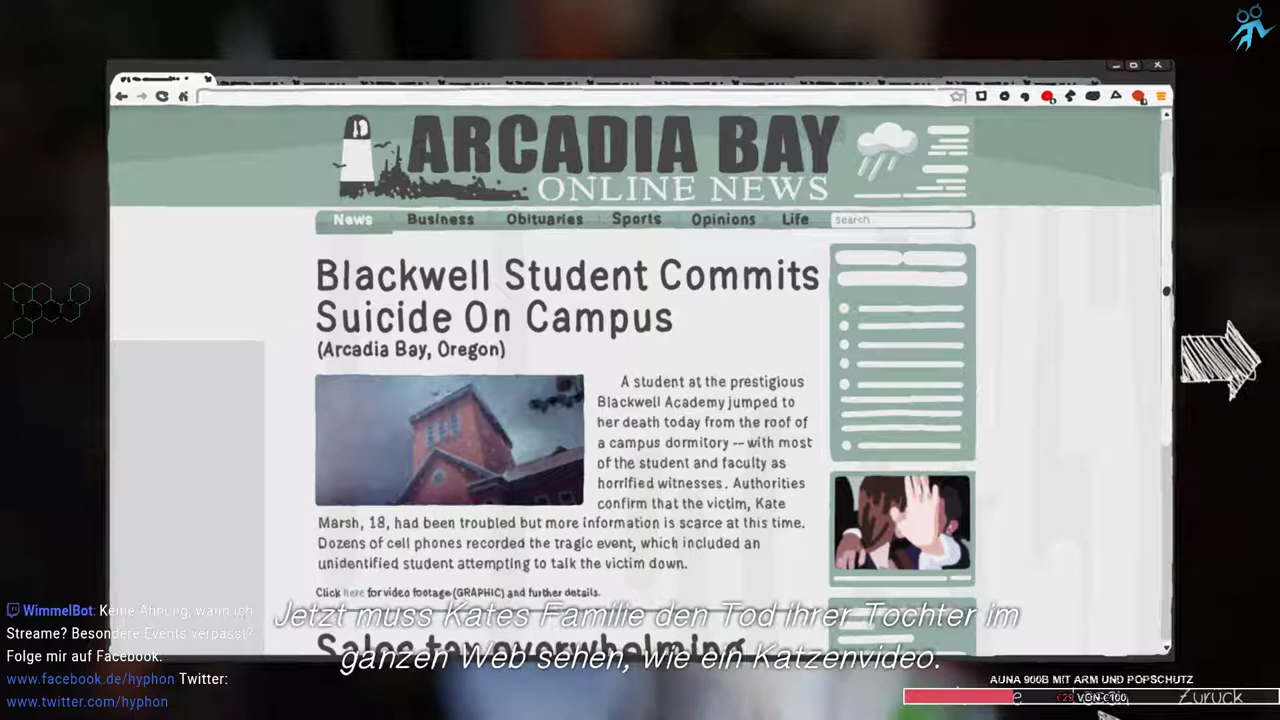 ARCADIA BAY
ONLINE NEWS
News Business Obituaries Sports Opinions Life search
Blackwell Student Commits
Suicide On Campus
(Arcadia Bay, Oregon)
A student at the prestigious
Blackwell Academy jumped to
her death today from the roof of
a campus dormitory -- with most
of the student and faculty as
horrified witnesses. Authorities
confirm that the victim, Kate
Marsh, 18, had been troubled but more information is scarce at this time.
Dozens of cell phones recorded the tragic event, which included an
unidentified student attempting to talk the victim down.
Click here for video footage(GRAPHIC) and further details.
Sales tax overwhelming
Jetzt muss Kates Familie den Tod ihrer Tochter im
ganzen Web sehen, wie ein Katzenvideo.
WimmelBot: Keine Ahnung, wann ich
Streame? Besondere Events verpasst?
Folge mir auf Facebook:
www.facebook.de/hyphon Twitter:
www.twitter.com/hyphon
AUNA 900B MIT ARM UND POPSCHUTZ
€29 VON €100
Zurück